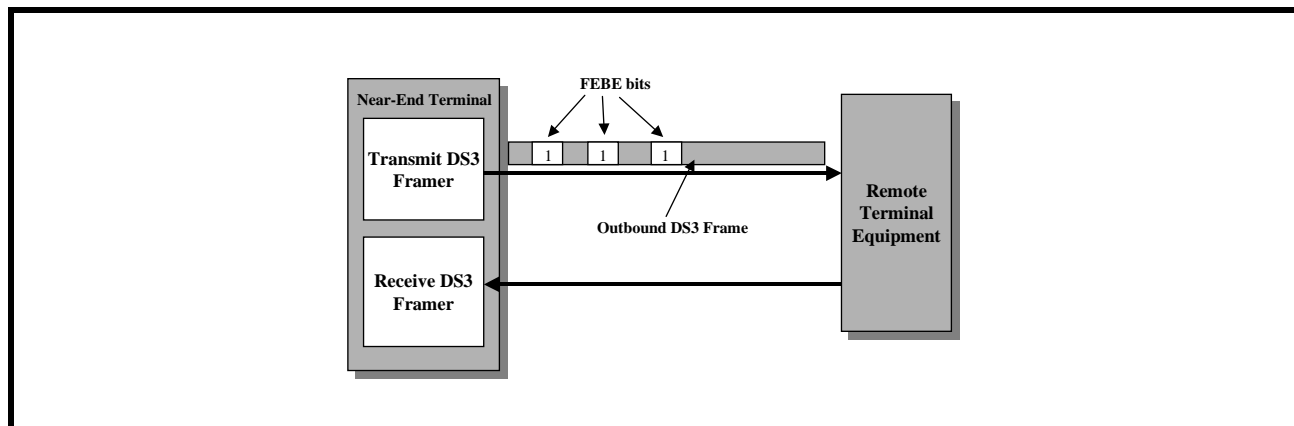 FEBE bits
Near-End Terminal
Transmit DS3
Framer
1
1
1
Remote
Terminal
Equipment
Outbound DS3 Frame
Receive DS3
Framer